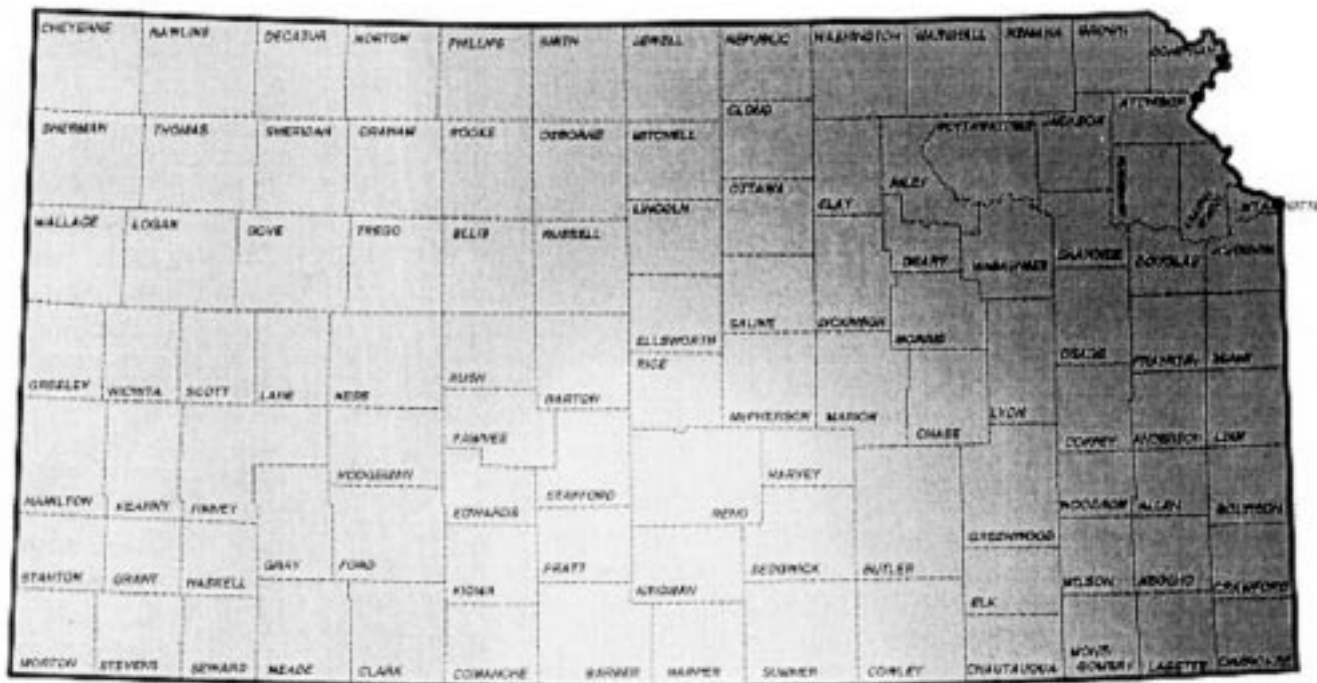 CHEYENNE RAWLINS DECATUR NORTON PHILLIPS SMITH JEWELL REPUBLIC WASHINGTON MARSHALL NEMAHA BROWN DONIPHAN
ATCHISON
CLOUD
SHERMAN THOMAS SHERIDAN GRAHAM ROOKS OSBORNE MITCHELL POTTAWATOMIE JACKSON
OTTAWA CLAY RILEY
LINCOLN
WALLACE LOGAN GOVE TREGO ELLIS RUSSELL WYANDOTTE
GEARY WABAUNSEE SHAWNEE DOUGLAS JOHNSON
SALINE DICKINSON MORRIS
ELLSWORTH
RICE OSAGE FRANKLIN MIAMI
GREELEY WICHITA SCOTT LANE NESS RUSH BARTON
McPHERSON MARION CHASE LYON
PAWNEE COFFEY ANDERSON LINN
HODGEMAN HARVEY
HAMILTON KEARNY FINNEY EDWARDS STAFFORD RENO WOODSON ALLEN BOURBON
GREENWOOD
STANTON GRANT HASKELL GRAY FORD KIOWA PRATT KINGMAN SEDGWICK BUTLER
ELK WILSON NEOSHO CRAWFORD
MORTON STEVENS SEWARD MEADE CLARK COMANCHE BARBER HARPER SUMNER COWLEY CHAUTAUQUA MONT-
GOMERY LABETTE CHEROKEE